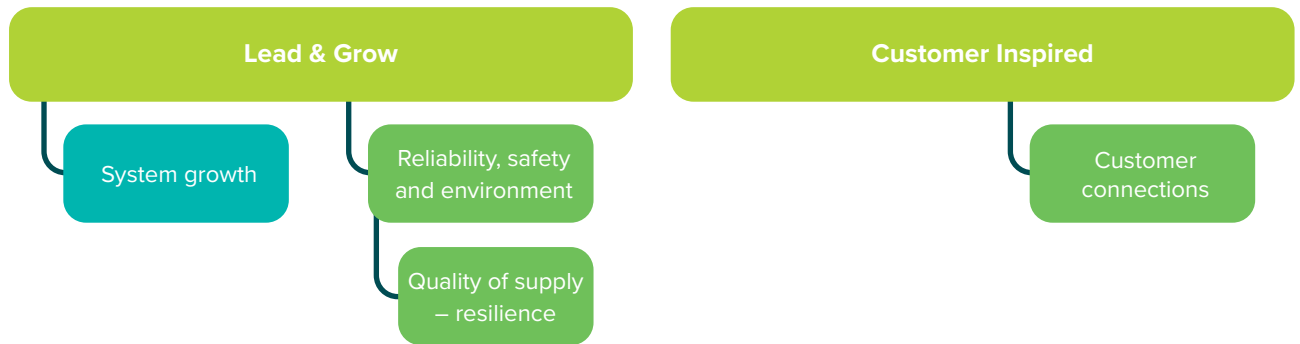 Lead & Grow
Customer Inspired
System growth
Reliability, safety
and environment
Customer
connections
Quality of supply
– resilience